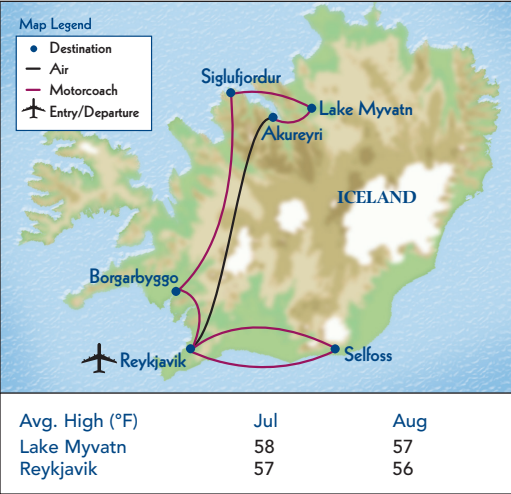 Map Legend
Destination
Air
Motorcoach
Entry/Departure
Siglufjordur
Lake Myvatn
Akureyri
ICELAND
Borgarbyggo
Reykjavik
Selfoss
Avg. High (°F) Jul Aug
Lake Myvatn 58 57
Reykjavik 57 56